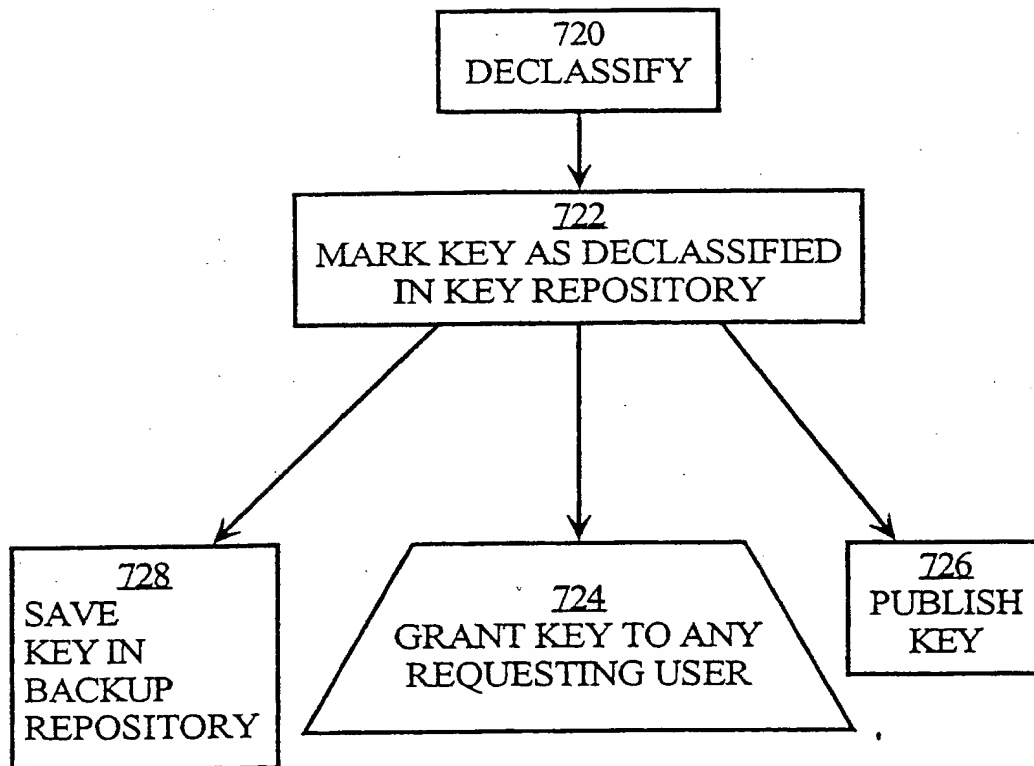 720
DECLASSIFY
722
MARK KEY AS DECLASSIFIED
IN KEY REPOSITORY
728
SAVE
KEY IN
BACKUP
REPOSITORY
724
GRANT KEY TO ANY
REQUESTING USER
726
PUBLISH
KEY